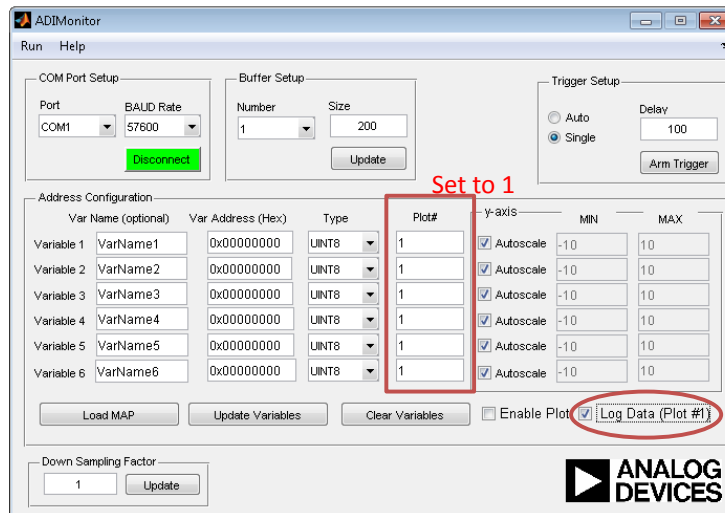 ADIMonitor
Run Help
COM Port Setup
Port BAUD Rate
COM1 57600
Disconnect
Buffer Setup
Number Size
1 200
Update
Trigger Setup
Auto
Single
Delay
100
Arm Trigger
Set to 1
Address Configuration
Var Name (optional) Var Address (Hex) Type Plot# y-axis MIN MAX
Variable 1 VarName1 0x00000000 UINT8 1 Autoscale -10 10
Variable 2 VarName2 0x00000000 UINT8 1 Autoscale -10 10
Variable 3 VarName3 0x00000000 UINT8 1 Autoscale -10 10
Variable 4 VarName4 0x00000000 UINT8 1 Autoscale -10 10
Variable 5 VarName5 0x00000000 UINT8 1 Autoscale -10 10
Variable 6 VarName6 0x00000000 UINT8 1 Autoscale -10 10
Load MAP Update Variables Clear Variables Enable Plot Log Data (Plot #1)
Down Sampling Factor
1 Update
ANALOG
DEVICES